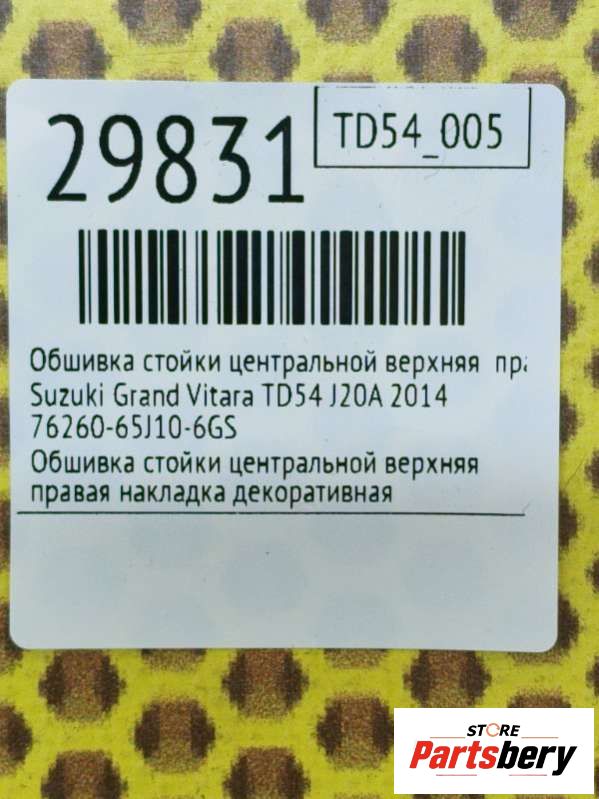 29831
TD54_005
Обшивка стойки центральной верхняя
Suzuki Grand Vitara TD54 J20A 2014
76260-65J10-6GS
Обшивка стойки центральной верхняя
правая накладка декоративная
STORE
Partsbery